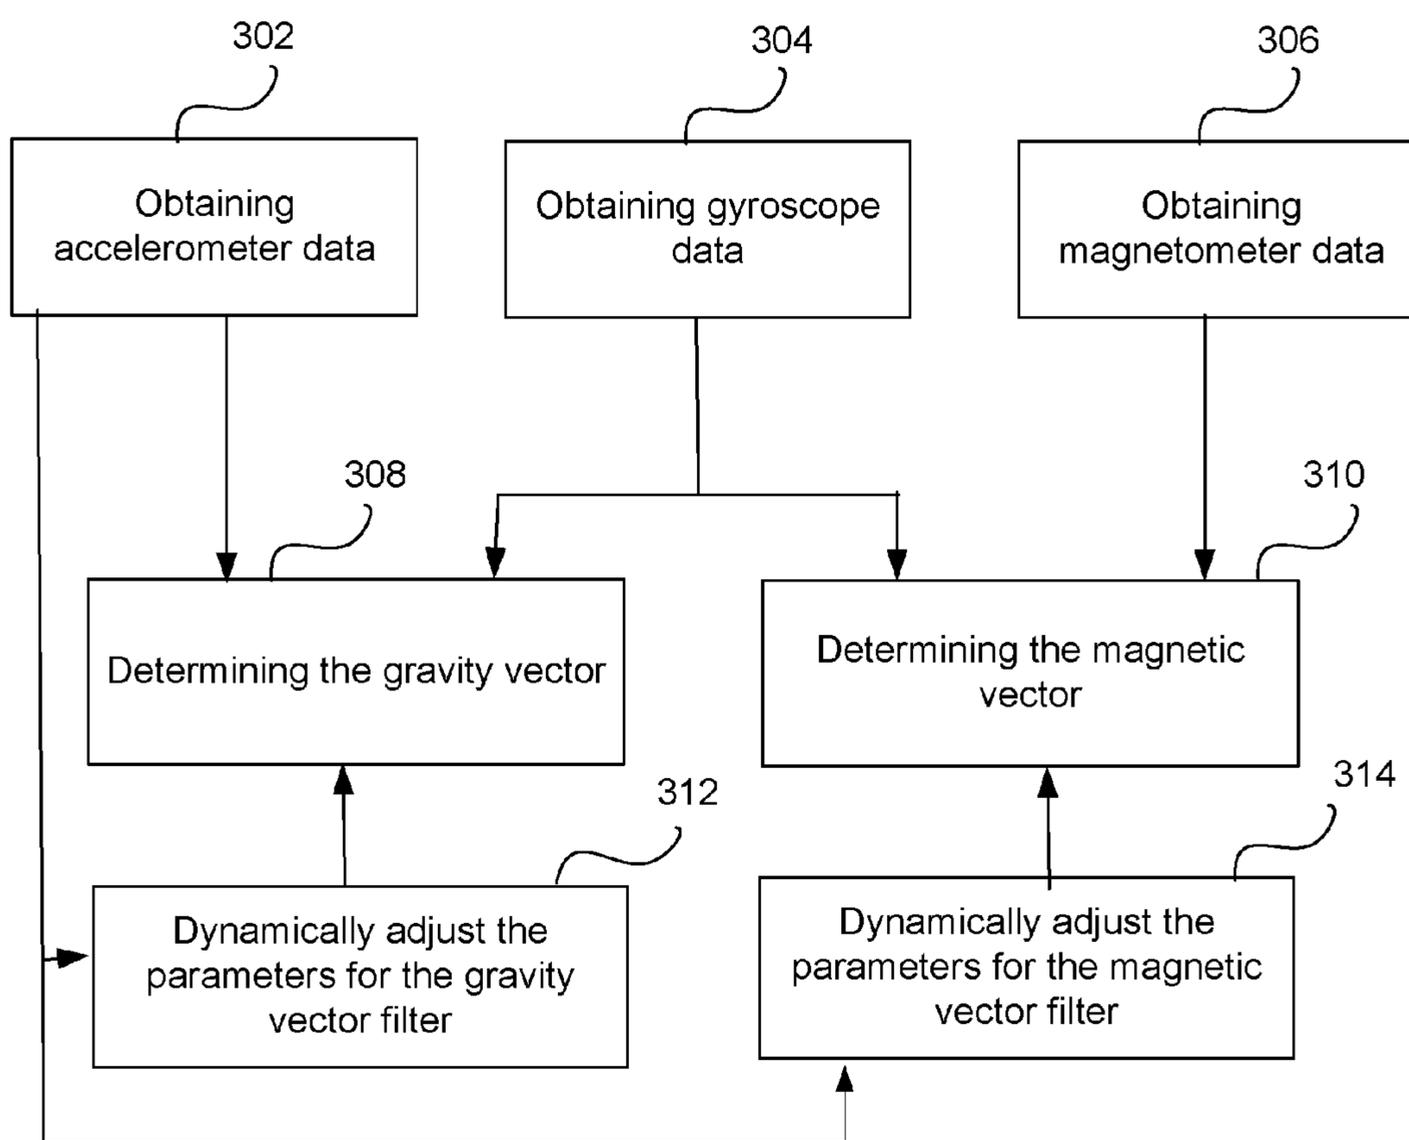 302
304
306
Obtaining
accelerometer data
Obtaining gyroscope
data
Obtaining
magnetometer data
308
310
Determining the gravity vector
Determining the magnetic
vector
312
314
Dynamically adjust the
parameters for the gravity
vector filter
Dynamically adjust the
parameters for the magnetic
vector filter